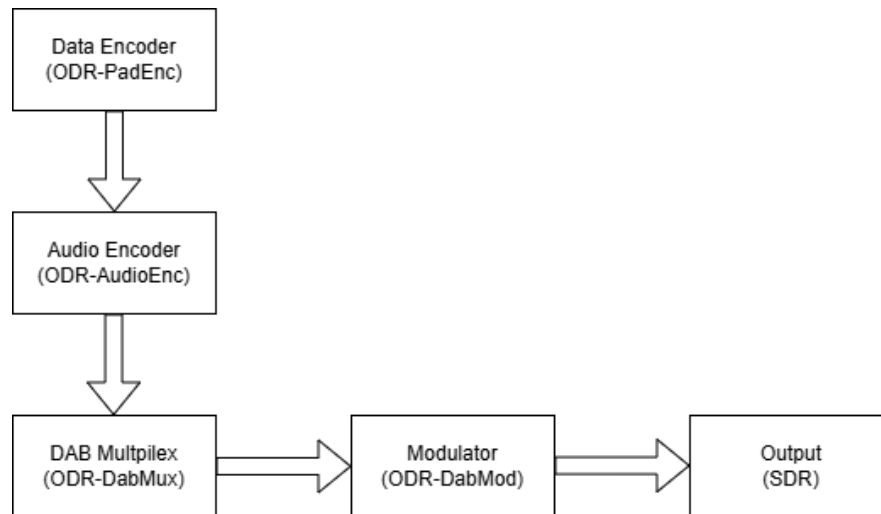 Data Encoder
(ODR-PadEnc)
Audio Encoder
(ODR-AudioEnc)
DAB Multpilex
(ODR-DabMux)
Modulator
(ODR-DabMod)
Output
(SDR)